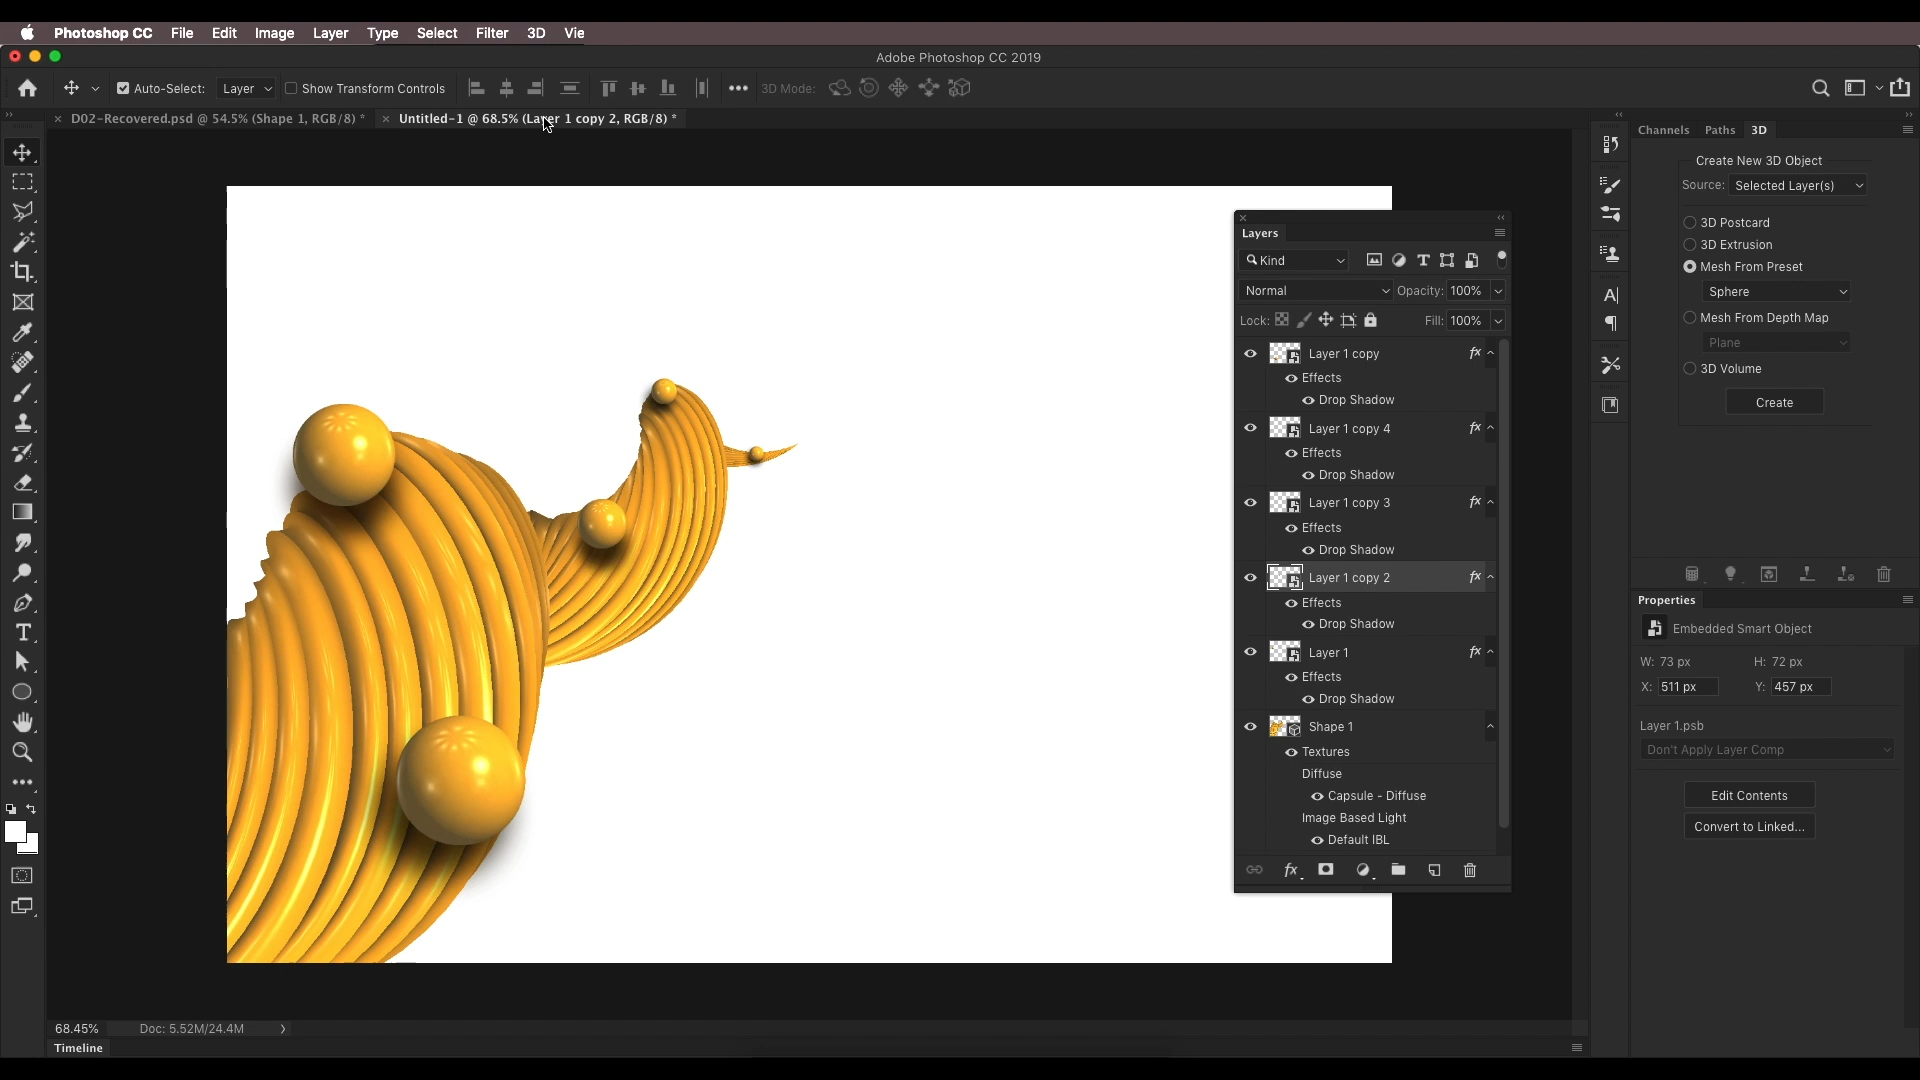 Photoshop CC File Edit Image Layer Type Select Filter 3D Vie
Adobe Photoshop CC 2019
Auto-Select: Layer Show Transform Controls 3D Mode:
D02-Recovered.psd @ 54.5% (Shape 1, RGB/8) *
Untitled-1 @ 68.5% (Layer 1 copy 2, RGB/8) *
Layers
Kind
Normal Opacity: 100%
Lock: Fill: 100%
Layer 1 copy fx
Effects
Drop Shadow
Layer 1 copy 4 fx
Effects
Drop Shadow
Layer 1 copy 3 fx
Effects
Drop Shadow
Layer 1 copy 2 fx
Effects
Drop Shadow
Layer 1 fx
Effects
Drop Shadow
Shape 1
Textures
Diffuse
Capsule - Diffuse
Image Based Light
Default IBL
fx
Channels Paths 3D
Create New 3D Object
Source: Selected Layer(s)
3D Postcard
3D Extrusion
Mesh From Preset
Sphere
Mesh From Depth Map
Plane
3D Volume
Create
Properties
Embedded Smart Object
W: 73 px H: 72 px
X: 511 px Y: 457 px
Layer 1.psb
Don't Apply Layer Comp
Edit Contents
Convert to Linked...
68.45% Doc: 5.52M/24.4M
Timeline